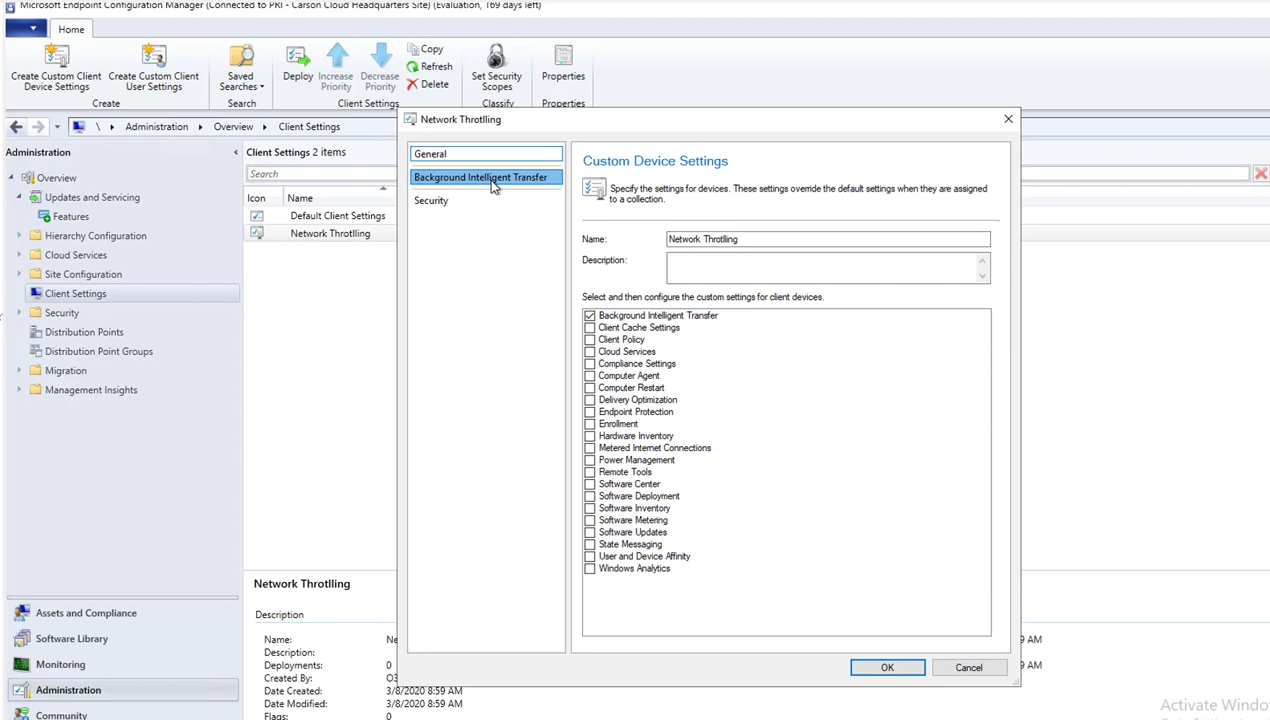 Microsoft Endpoint Configuration Manager (Connected to PRI - Carson Cloud Headquarters Site) (Evaluation, 169 days left)
Home
Create Custom Client Device Settings
Create Custom Client User Settings
Saved Searches
Deploy
Increase Priority
Decrease Priority
Copy
Refresh
Delete
Set Security Scopes
Properties
Create
Search
Client Settings
Classify
Properties
\ Administration Overview Client Settings
Administration
Overview
Updates and Servicing
Features
Hierarchy Configuration
Cloud Services
Site Configuration
Client Settings
Security
Distribution Points
Distribution Point Groups
Migration
Management Insights
Assets and Compliance
Software Library
Monitoring
Administration
Community
Client Settings 2 items
Search
Icon Name
Default Client Settings
Network Throtlling
Network Throtlling
Description
Name:
Description:
Deployments: 0
Created By:
Date Created: 3/8/2020 8:59 AM
Date Modified: 3/8/2020 8:59 AM
Flags: 0
Network Throtlling
General
Background Intelligent Transfer
Security
Custom Device Settings
Specify the settings for devices. These settings override the default settings when they are assigned
to a collection.
Name: Network Throtlling
Description:
Select and then configure the custom settings for client devices.
Background Intelligent Transfer
Client Cache Settings
Client Policy
Cloud Services
Compliance Settings
Computer Agent
Computer Restart
Delivery Optimization
Endpoint Protection
Enrollment
Hardware Inventory
Metered Internet Connections
Power Management
Remote Tools
Software Center
Software Deployment
Software Inventory
Software Metering
Software Updates
State Messaging
User and Device Affinity
Windows Analytics
OK Cancel
9 AM
9 AM
Activate Windo